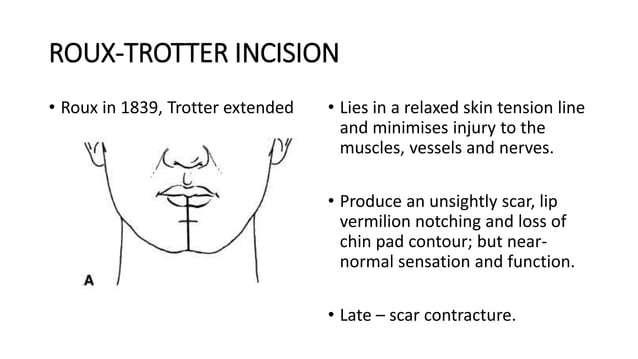 ROUX-TROTTER INCISION
• Roux in 1839, Trotter extended
A
• Lies in a relaxed skin tension line
and minimises injury to the
muscles, vessels and nerves.
• Produce an unsightly scar, lip
vermilion notching and loss of
chin pad contour; but near-
normal sensation and function.
• Late – scar contracture.